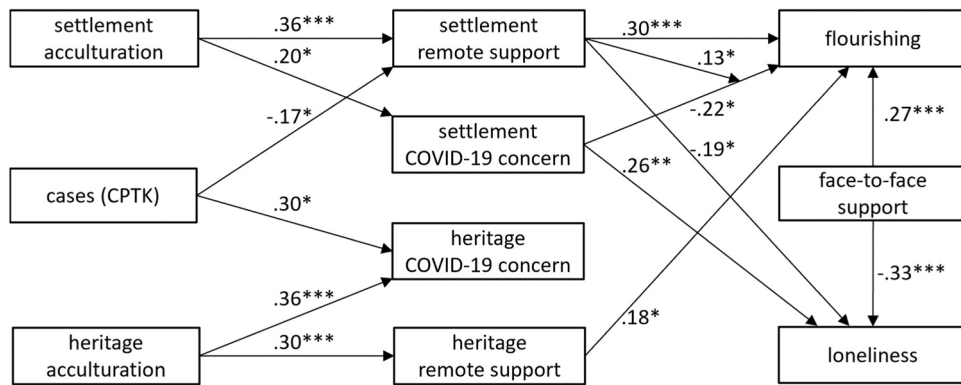 settlement
acculturation
.36***
.20*
settlement
remote support
.30***
.13*
flourishing
-.17*
settlement
COVID-19 concern
-.22*
-.19*
.26**
.27***
cases (CPTK)
.30*
face-to-face
support
heritage
COVID-19 concern
.36***
-.33***
heritage
acculturation
.30***
heritage
remote support
.18*
loneliness